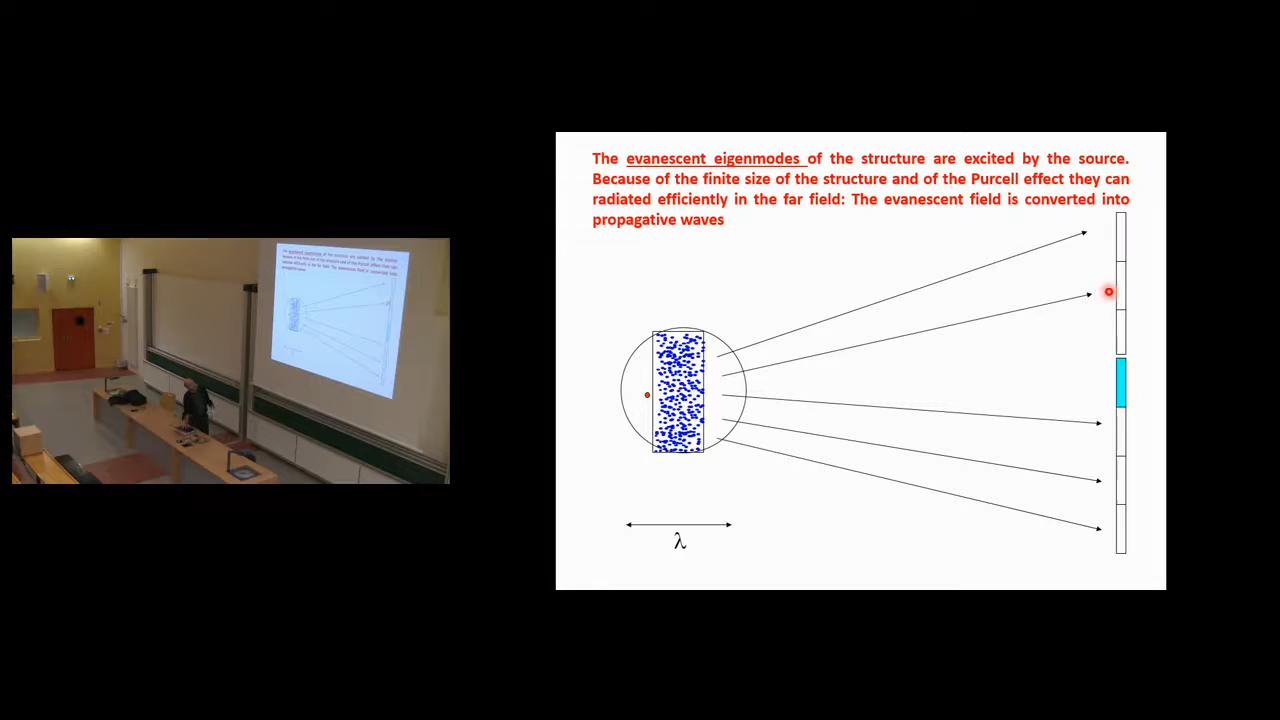 The evanescent eigenmodes of the structure are excited by the source.
Because of the finite size of the structure and of the Purcell effect they can
radiated efficiently in the far field: The evanescent field is converted into
propagative waves
λ